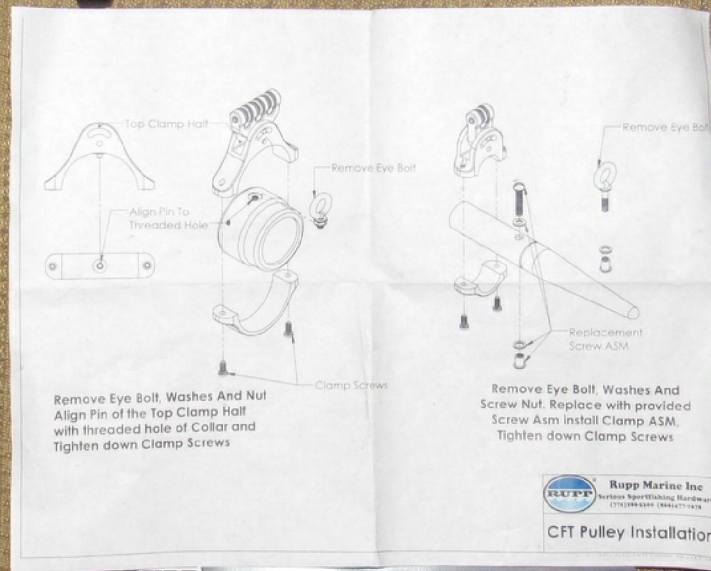 Top Clamp Half
Remove Eye Bolt
Align Pin To
Threaded Hole
Clamp Screws
Remove Eye Bolt, Washes And Nut
Align Pin of the Top Clamp Half
with threaded hole of Collar and
Tighten down Clamp Screws
Remove Eye Bolt
Replacement
Screw ASM
Remove Eye Bolt, Washes And
Screw Nut. Replace with provided
Screw Asm install Clamp ASM.
Tighten down Clamp Screws
RUPP
Rupp Marine Inc
Serious Sportfishing Hardware
CFT Pulley Installation